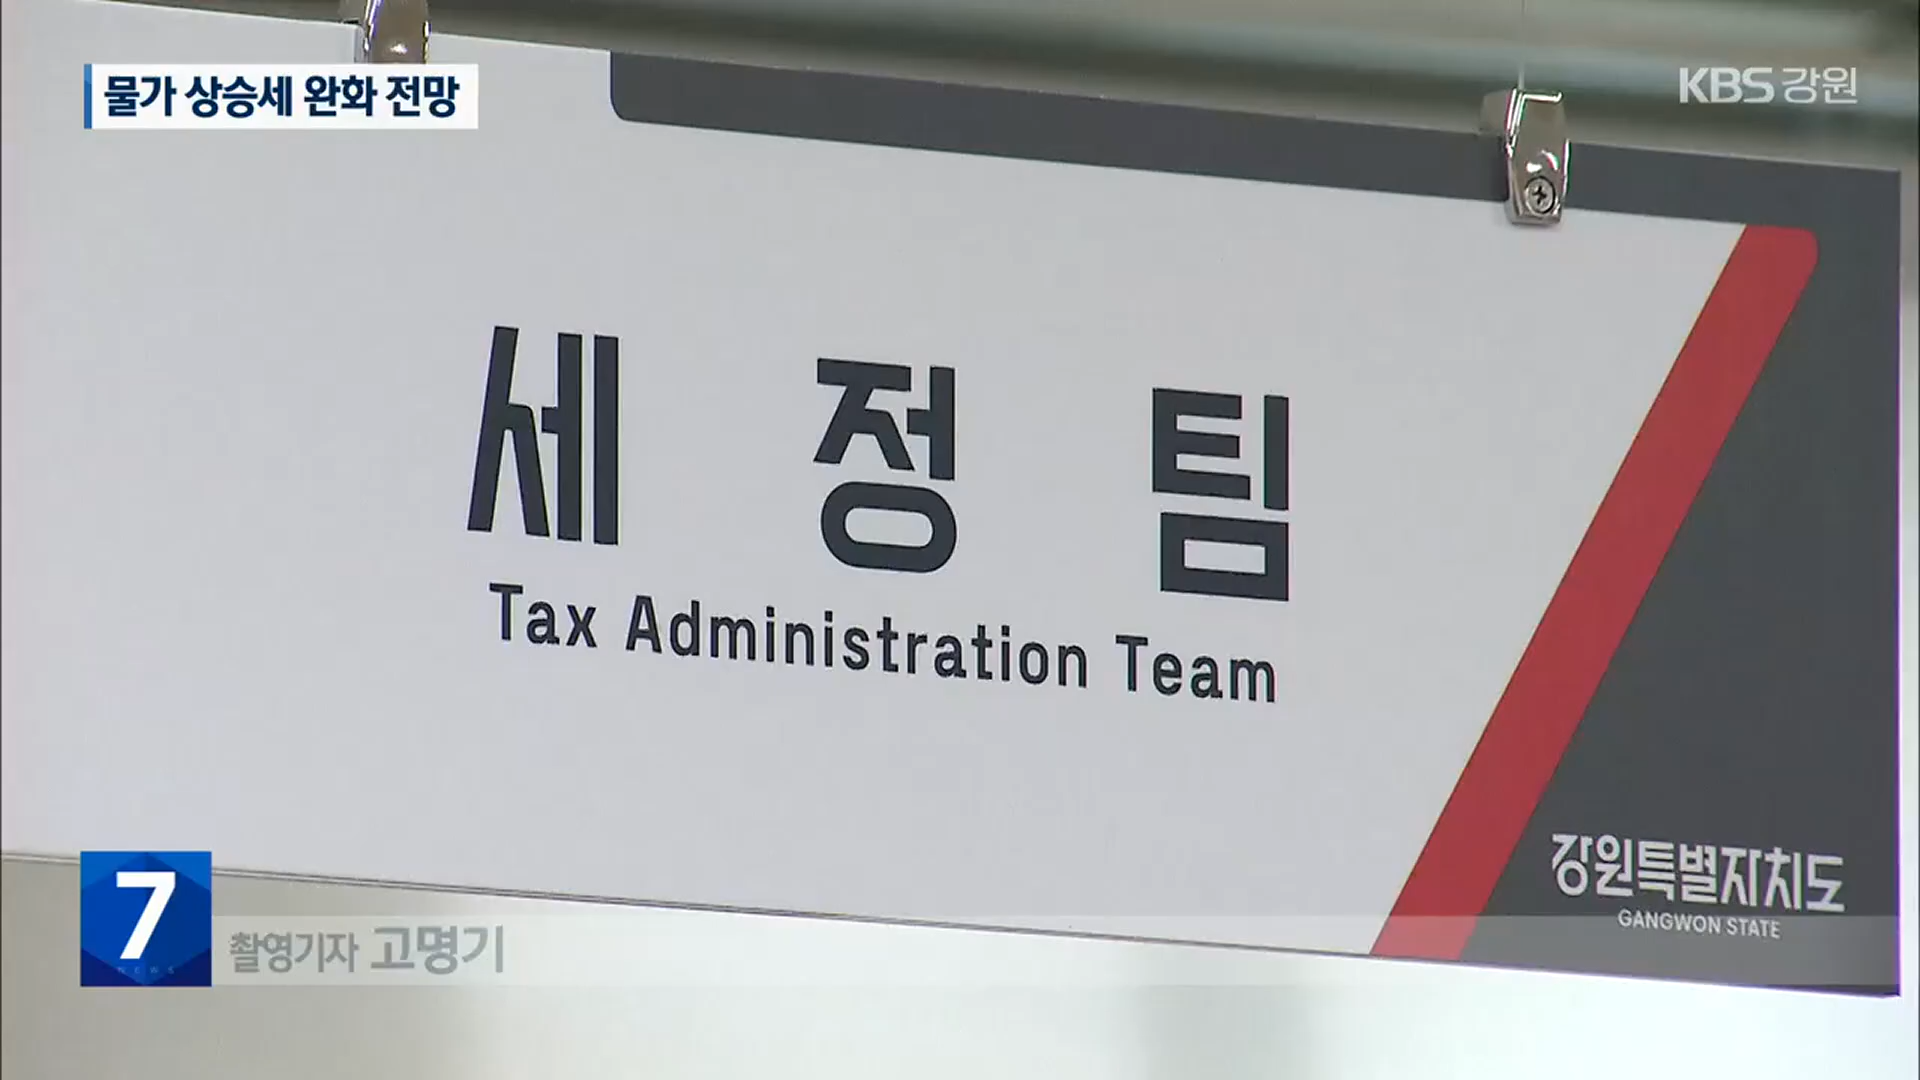 물가 상승세 완화 전망
KBS 강원
세 정 팀
Tax Administration Team
강원특별자치도
GANGWON STATE
7
NEWS
촬영기자 고명기